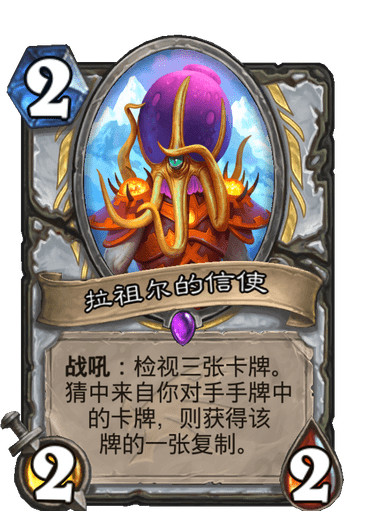 2
拉祖尔的信使
战吼：检视三张卡牌。
猜中来自你对手手牌中
的卡牌，则获得该
牌的一张复制。
2
2